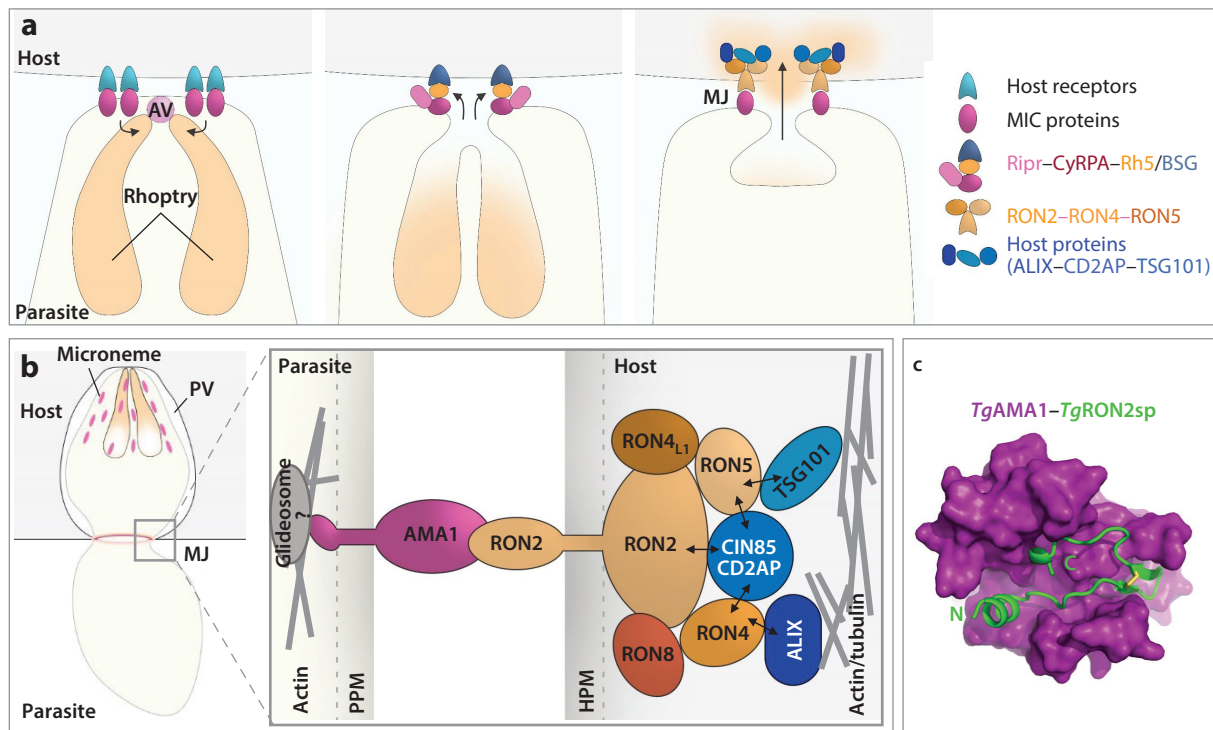 a
Host
AV
Rhoptry
Parasite
MJ
Host receptors
MIC proteins
Ripr–CyRPA–Rh5/BSG
RON2–RON4–RON5
Host proteins
(ALIX–CD2AP–TSG101)
b
Microneme
PV
Host
MJ
Parasite
Parasite
Host
Glideosome
?
Actin
PPM
AMA1
RON2
HPM
RON4L1
RON5
TSG101
RON2
CIN85
CD2AP
RON8
RON4
ALIX
Actin/tubulin
c
TgAMA1–TgRON2sp
C
N